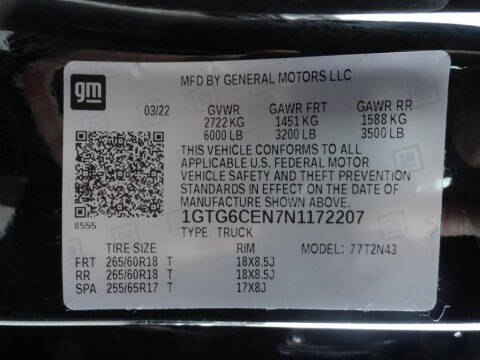 gm
MFD BY GENERAL MOTORS LLC
03/22 GVWR GAWR FRT GAWR RR
2722 KG 1451 KG 1588 KG
6000 LB 3200 LB 3500 LB
THIS VEHICLE CONFORMS TO ALL
APPLICABLE U.S. FEDERAL MOTOR
VEHICLE SAFETY AND THEFT PREVENTION
STANDARDS IN EFFECT ON THE DATE OF
MANUFACTURE SHOWN ABOVE.
8555
1GTG6CEN7N1172207
TYPE: TRUCK
TIRE SIZE RIM MODEL: 77T2N43
FRT 265/60R18 T 18X8.5J
RR 265/60R18 T 18X8.5J
SPA 255/65R17 T 17X8J